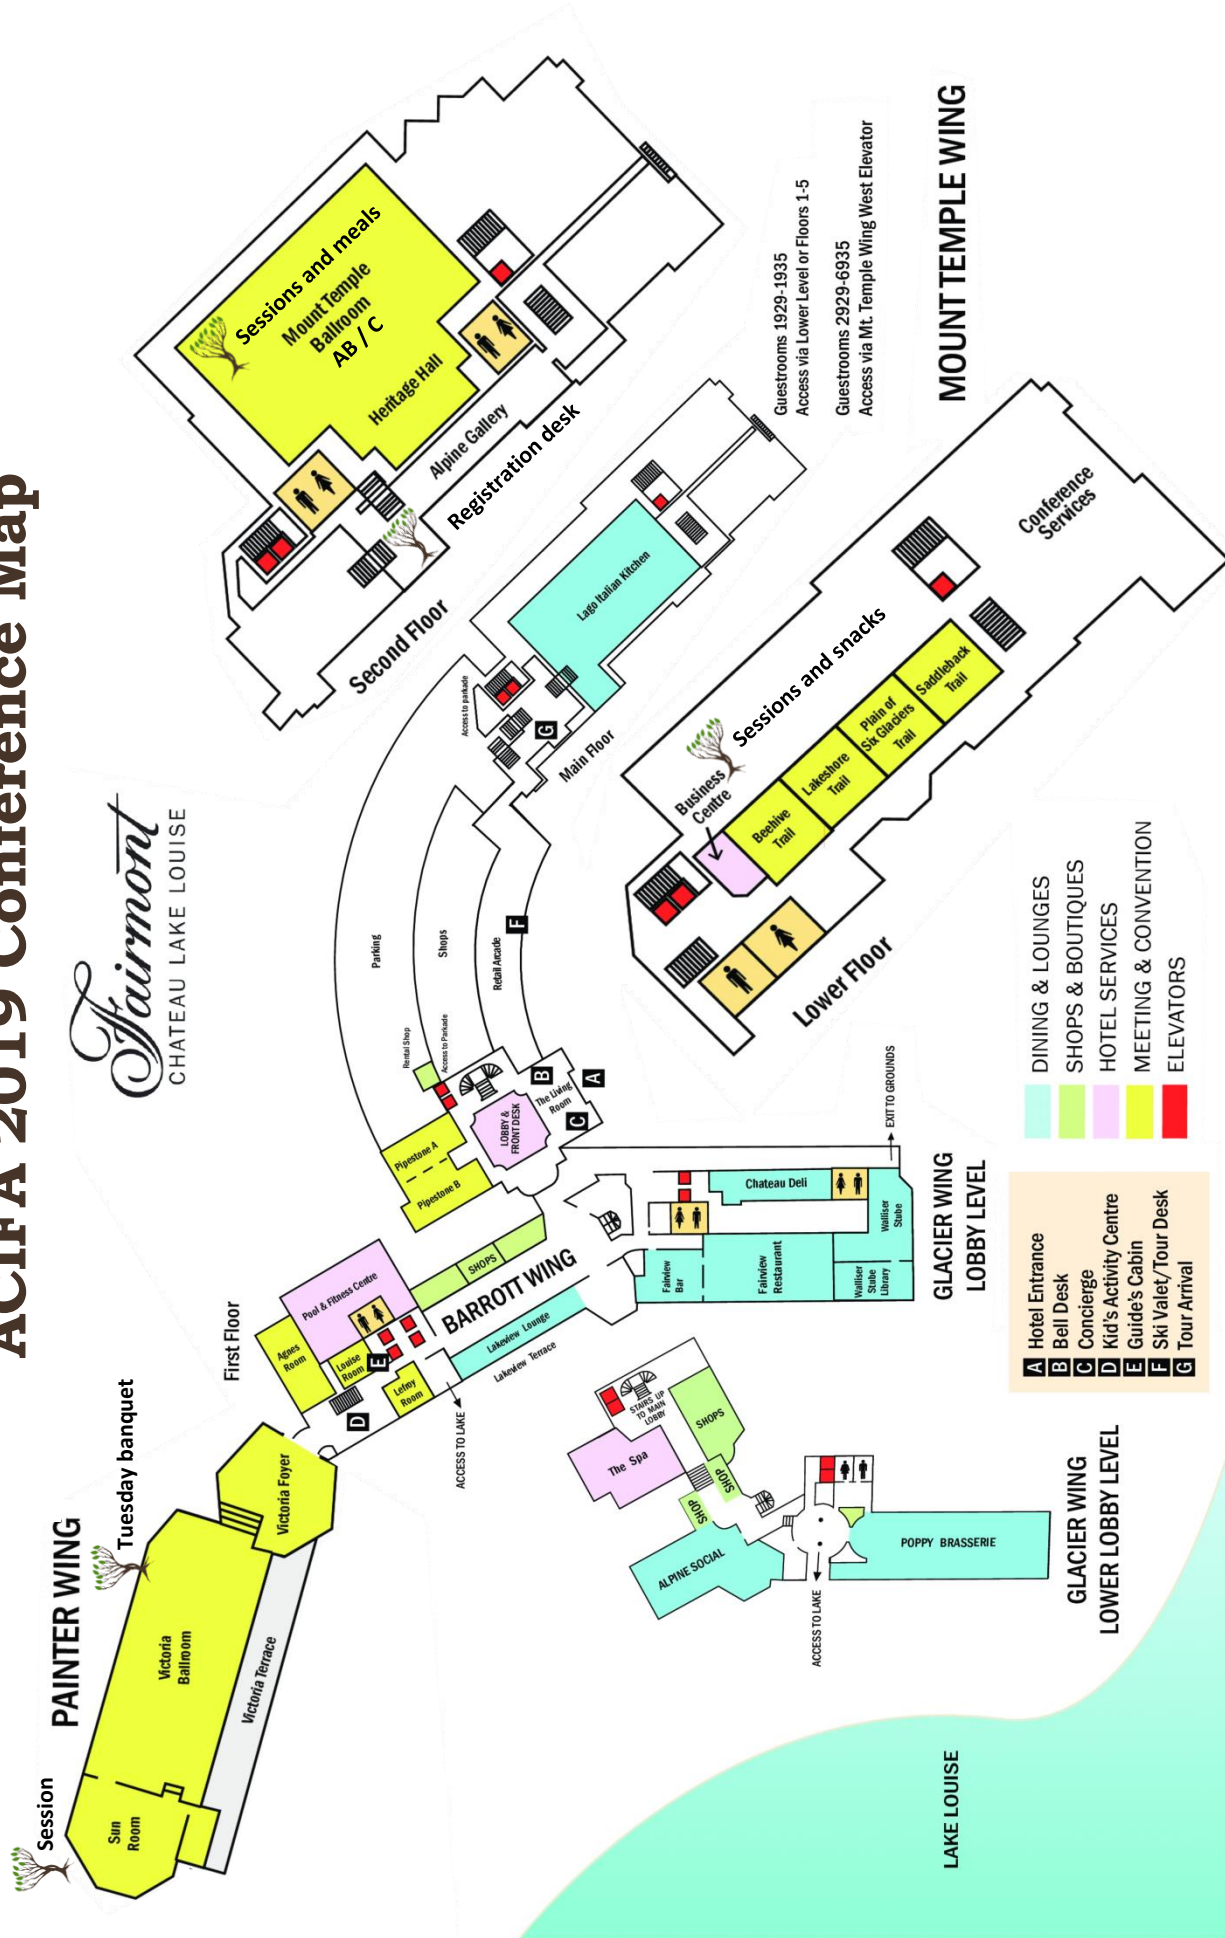 ACIFA 2019 Conference Map
Fairmont
CHATEAU LAKE LOUISE
Session
PAINTER WING
Tuesday banquet
Sun
Room
Victoria
Ballroom
Victoria Terrace
Victoria Foyer
First Floor
Agnes
Room
Louise
Room
Lefroy
Room
Pool & Fitness Centre
D
E
ACCESS TO LAKE
BARROTT WING
SHOPS
Lakeview Lounge
Lakeview Terrace
Pipestone A
Pipestone B
Rental Shop
Access to Parkade
LOBBY &
FRONT DESK
The Living
Room
B
A
C
Parking
Shops
Retail Arcade
F
Access to parkade
G
Main Floor
Lago Italian Kitchen
Second Floor
Sessions and meals
Mount Temple
Ballroom
AB / C
Heritage Hall
Alpine Gallery
Registration desk
Guestrooms 1929-1935
Access via Lower Level or Floors 1-5
Guestrooms 2929-6935
Access via Mt. Temple Wing West Elevator
MOUNT TEMPLE WING
Lower Floor
Sessions and snacks
Business
Centre
Beehive
Trail
Lakeshore
Trail
Plain of
Six Glaciers
Trail
Saddleback
Trail
Conference
Services
EXIT TO GROUNDS
Chateau Deli
Walliser
Stube
Fairview
Bar
Fairview
Restaurant
Walliser
Stube
Library
GLACIER WING
LOBBY LEVEL
STAIRS UP
TO MAIN
LOBBY
The Spa
SHOPS
SHOP
SHOP
ALPINE SOCIAL
POPPY BRASSERIE
ACCESS TO LAKE
GLACIER WING
LOWER LOBBY LEVEL
LAKE LOUISE
A Hotel Entrance
B Bell Desk
C Concierge
D Kid's Activity Centre
E Guide's Cabin
F Ski Valet/Tour Desk
G Tour Arrival
DINING & LOUNGES
SHOPS & BOUTIQUES
HOTEL SERVICES
MEETING & CONVENTION
ELEVATORS